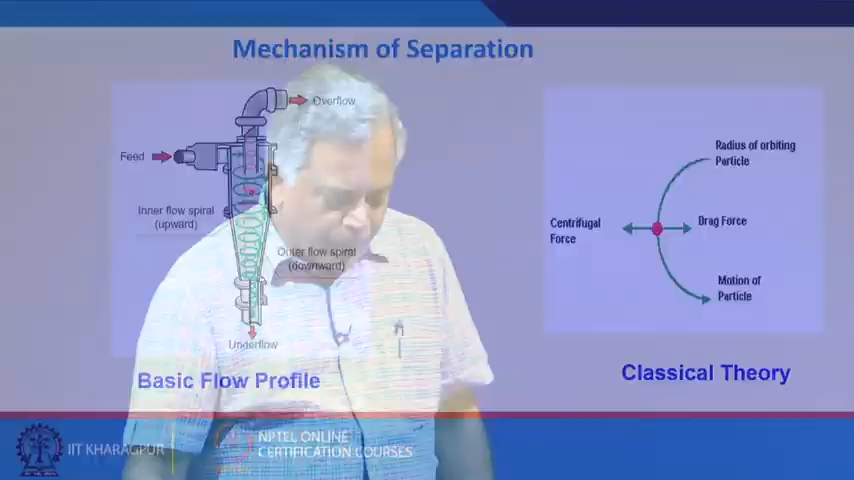 Mechanism of Separation
Overflow
Feed
Inner flow spiral
(upward)
Outer flow spiral
(downward)
Underflow
Basic Flow Profile
Radius of orbiting
Particle
Centrifugal
Force
Drag Force
Motion of
Particle
Classical Theory
IIT KHARAGPUR
NPTEL ONLINE
CERTIFICATION COURSES